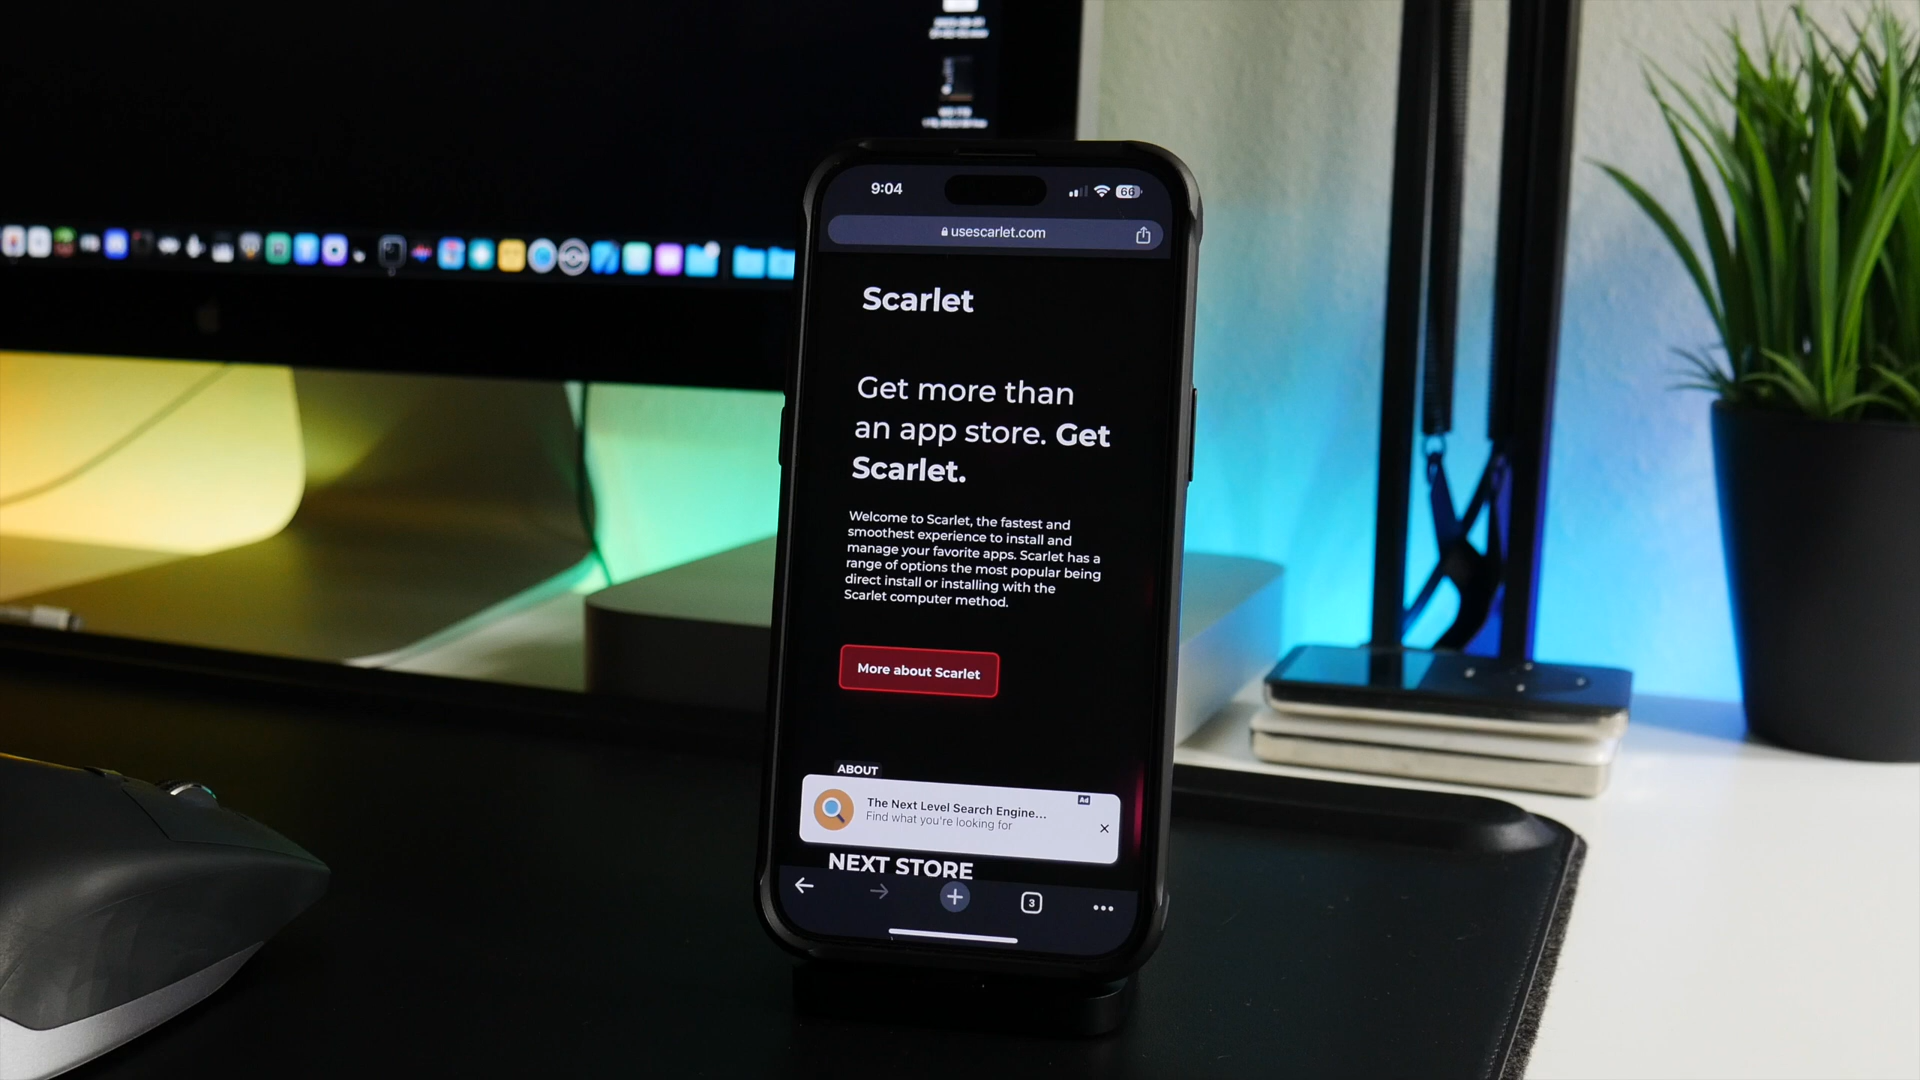 9:04
66
usescarlet.com
Scarlet
Get more than
an app store. Get
Scarlet.
Welcome to Scarlet, the fastest and
smoothest experience to install and
manage your favorite apps. Scarlet has a
range of options the most popular being
direct install or installing with the
Scarlet computer method.
More about Scarlet
ABOUT
The Next Level Search Engine...
Ad
Find what you're looking for
NEXT STORE
3